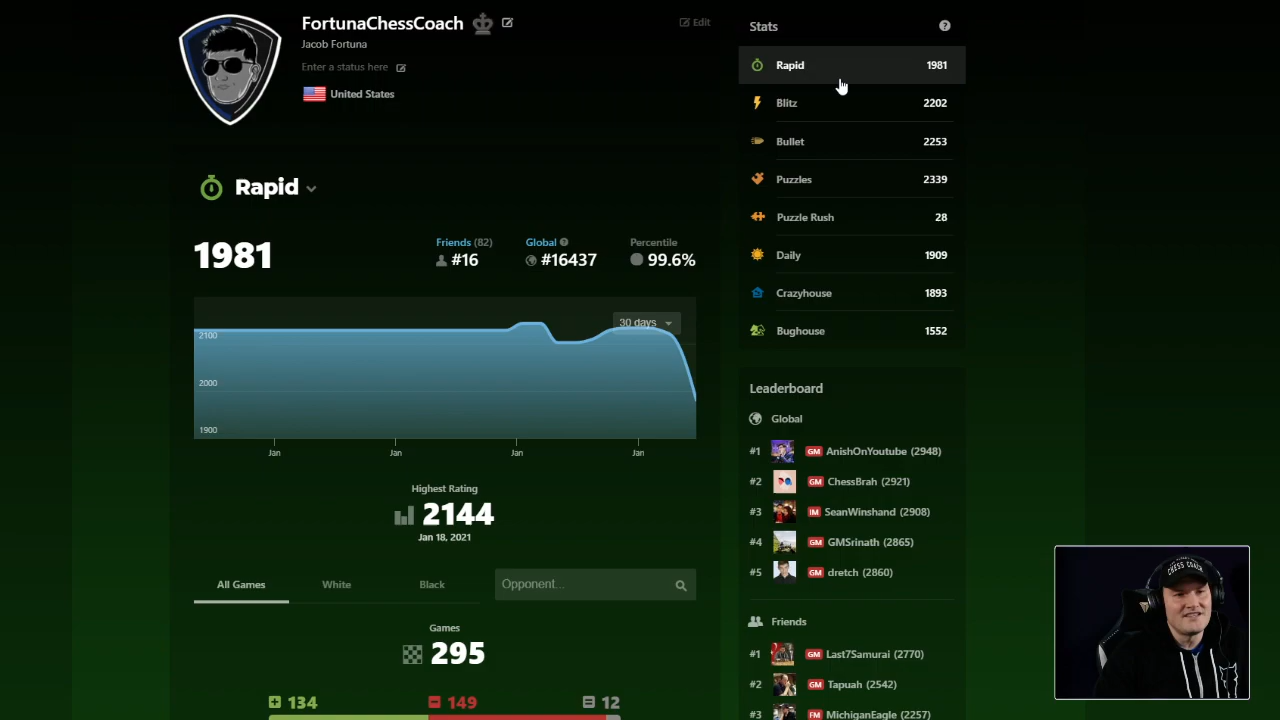 FortunaChessCoach
Edit
Jacob Fortuna
Enter a status here
United States
Rapid
1981
Friends (82)
#16
Global
#16437
Percentile
99.6%
30 days
2100
2000
1900
Jan
Jan
Jan
Jan
Highest Rating
2144
Jan 18, 2021
All Games
White
Black
Opponent...
Games
295
134
149
12
Stats
Rapid 1981
Blitz 2202
Bullet 2253
Puzzles 2339
Puzzle Rush 28
Daily 1909
Crazyhouse 1893
Bughouse 1552
Leaderboard
Global
#1 GM AnishOnYoutube (2948)
#2 GM ChessBrah (2921)
#3 IM SeanWinshand (2908)
#4 GM GMSrinath (2865)
#5 GM dretch (2860)
Friends
#1 GM Last7Samurai (2770)
#2 GM Tapuah (2542)
#3 FM MichiganEagle (2257)
CHESS COACH